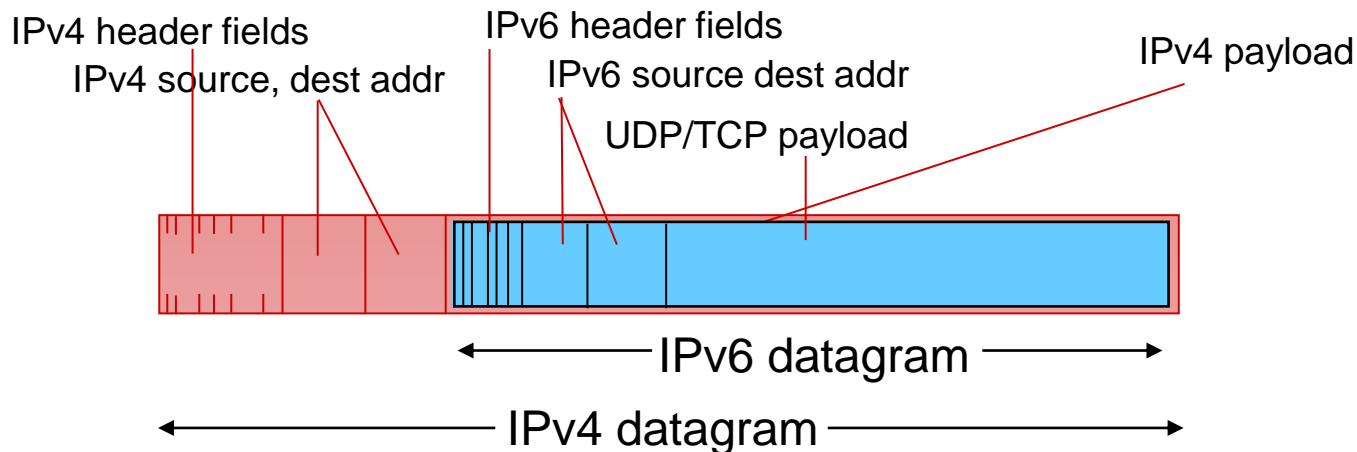 IPv4 header fields
IPv6 header fields
IPv4 payload
IPv4 source, dest addr
IPv6 source dest addr
UDP/TCP payload
IPv6 datagram
IPv4 datagram